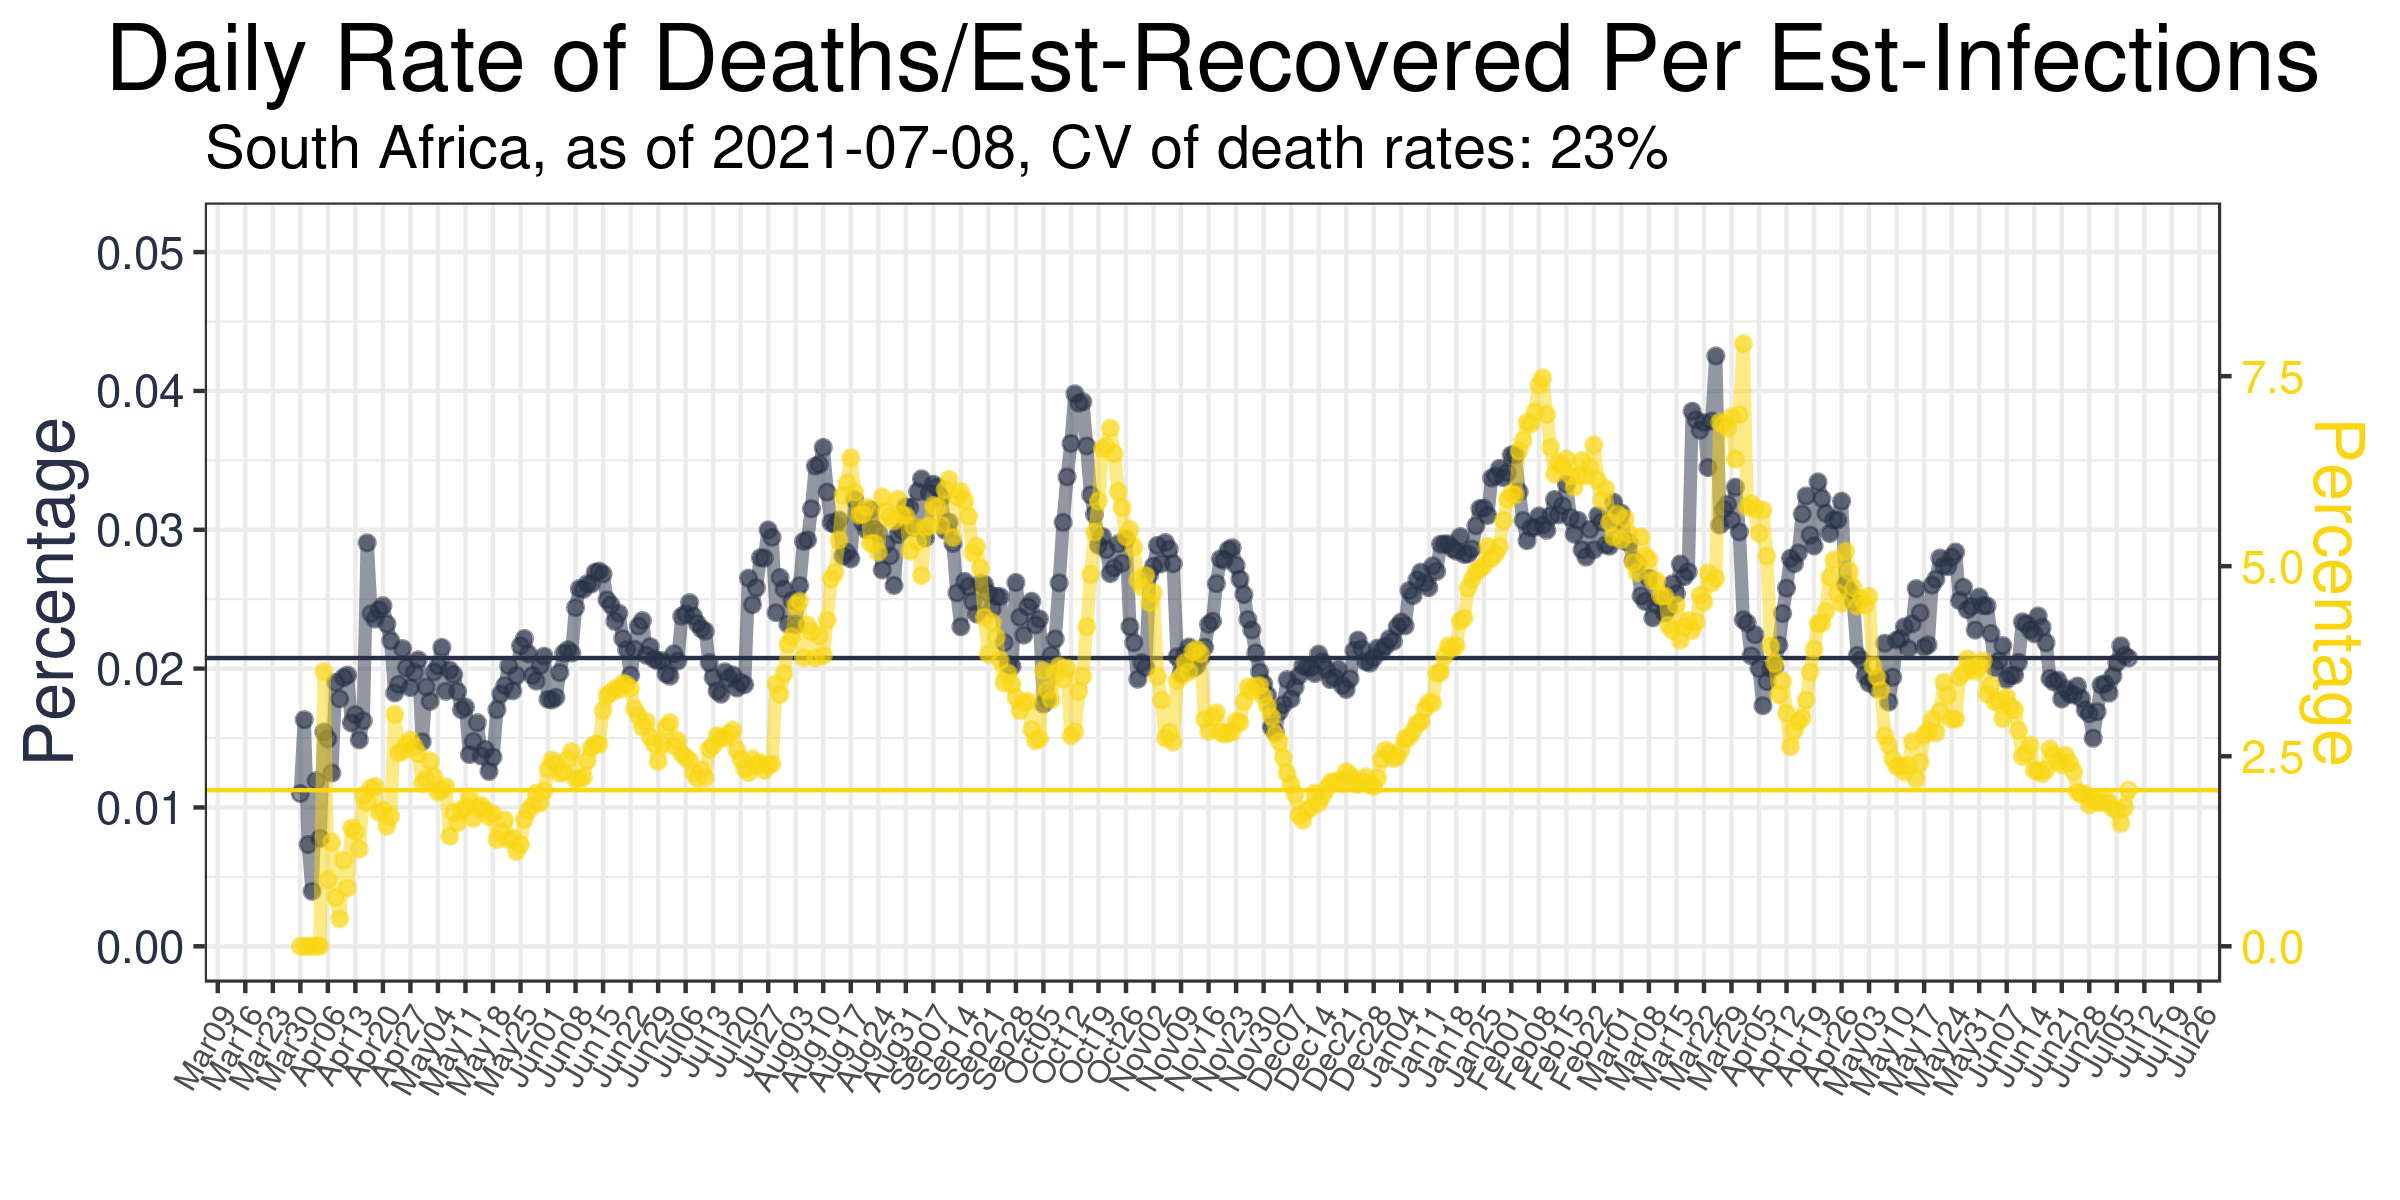 Daily Rate of Deaths/Est-Recovered Per Est-Infections
South Africa, as of 2021-07-08, CV of death rates: 23%
Percentage
0.05
0.04
0.03
0.02
0.01
0.00
7.5
5.0
2.5
0.0
Percentage
Mar09
Mar16
Mar23
Mar30
Apr06
Apr13
Apr20
Apr27
May04
May11
May18
May25
Jun01
Jun08
Jun15
Jun22
Jun29
Jul06
Jul13
Jul20
Jul27
Aug03
Aug10
Aug17
Aug24
Aug31
Sep07
Sep14
Sep21
Sep28
Oct05
Oct12
Oct19
Oct26
Nov02
Nov09
Nov16
Nov23
Nov30
Dec07
Dec14
Dec21
Dec28
Jan04
Jan11
Jan18
Jan25
Feb01
Feb08
Feb15
Feb22
Mar01
Mar08
Mar15
Mar22
Mar29
Apr05
Apr12
Apr19
Apr26
May03
May10
May17
May24
May31
Jun07
Jun14
Jun21
Jun28
Jul05
Jul12
Jul19
Jul26